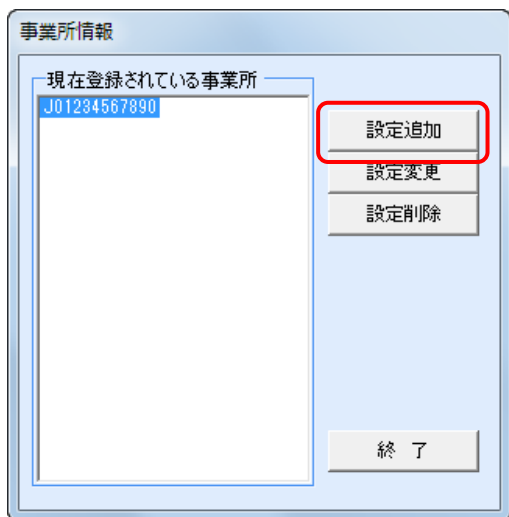 事業所情報
現在登録されている事業所
J01234567890
設定追加
設定変更
設定削除
終 了